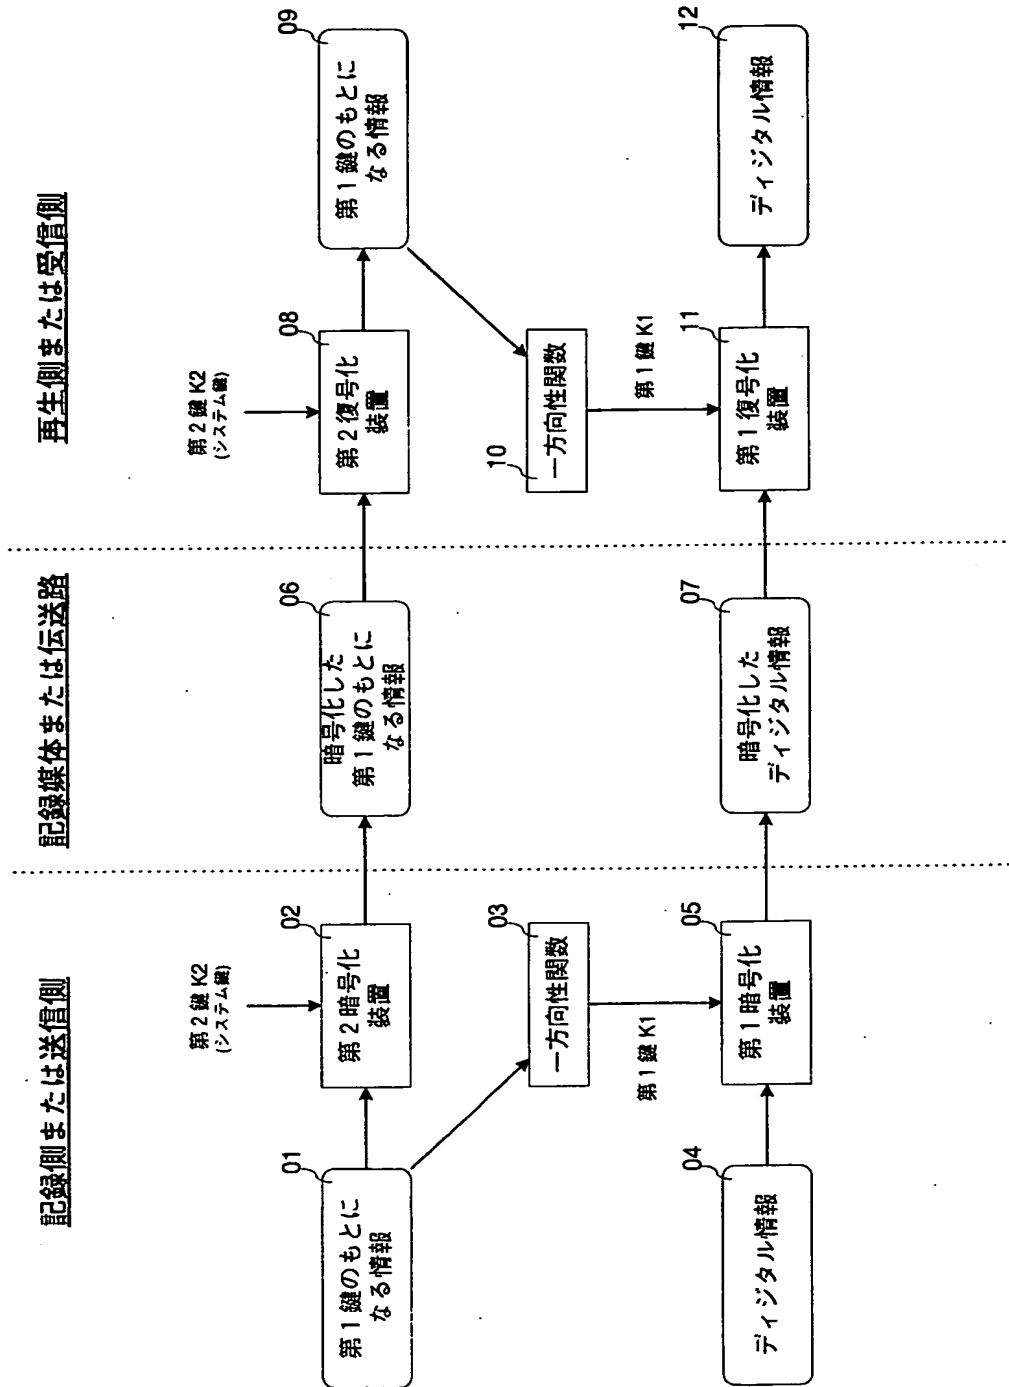 記録側または送信側
記録媒体または伝送路
再生側または受信側
第2鍵 K2
(システム鍵)
第2鍵 K2
(システム鍵)
01
第1鍵のもとに
なる情報
02
第2暗号化
装置
06
暗号化した
第1鍵のもとに
なる情報
08
第2復号化
装置
09
第1鍵のもとに
なる情報
03
一方向性関数
10
一方向性関数
第1鍵 K1
第1鍵 K1
04
ディジタル情報
05
第1暗号化
装置
07
暗号化した
ディジタル情報
11
第1復号化
装置
12
ディジタル情報